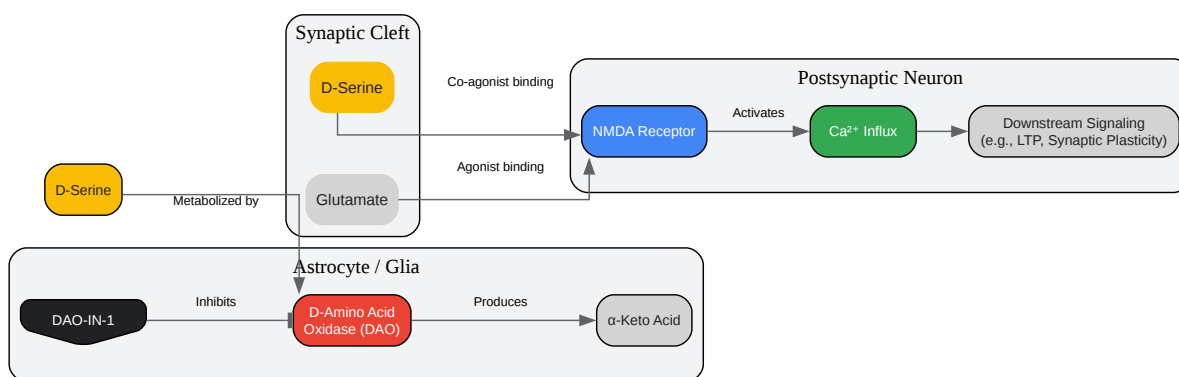 Synaptic Cleft
D-Serine
Co-agonist binding
Postsynaptic Neuron
NMDA Receptor
Activates
Ca²⁺ Influx
Downstream Signaling
(e.g., LTP, Synaptic Plasticity)
Agonist binding
D-Serine
Metabolized by
Glutamate
Astrocyte / Glia
DAO-IN-1
Inhibits
D-Amino Acid
Oxidase (DAO)
Produces
α-Keto Acid